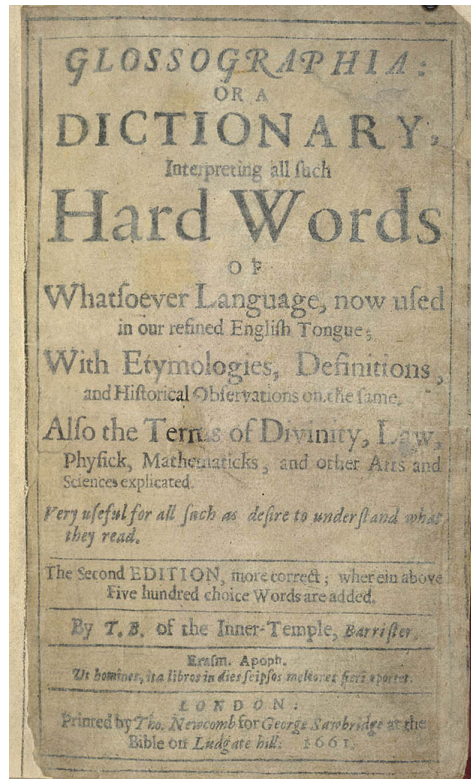 GLOSSOGRAPHIA:
OR A
DICTIONARY,
Interpreting all ſuch
Hard Words
OF
Whatſoever Language, now uſed
in our refined Engliſh Tongue;
With Etymologies, Definitions,
and Hiſtorical Obſervations on the ſame.
Alſo the Terms of Divinity, Law,
Phyſick, Mathematicks, and other Arts and
Sciences explicated.
Very uſeful for all ſuch as deſire to underſtand what
they read.
The Second EDITION, more correct; wherein above
Five hundred choice Words are added.
By T. B. of the Inner-Temple, Barriſter.
Eraſm. Apoph.
Ut homines, ita libros in dies ſeipſos meliores fieri oportet.
LONDON:
Printed by Tho. Newcomb for George Sawbridge at the
Bible on Ludgate hill. 1661.